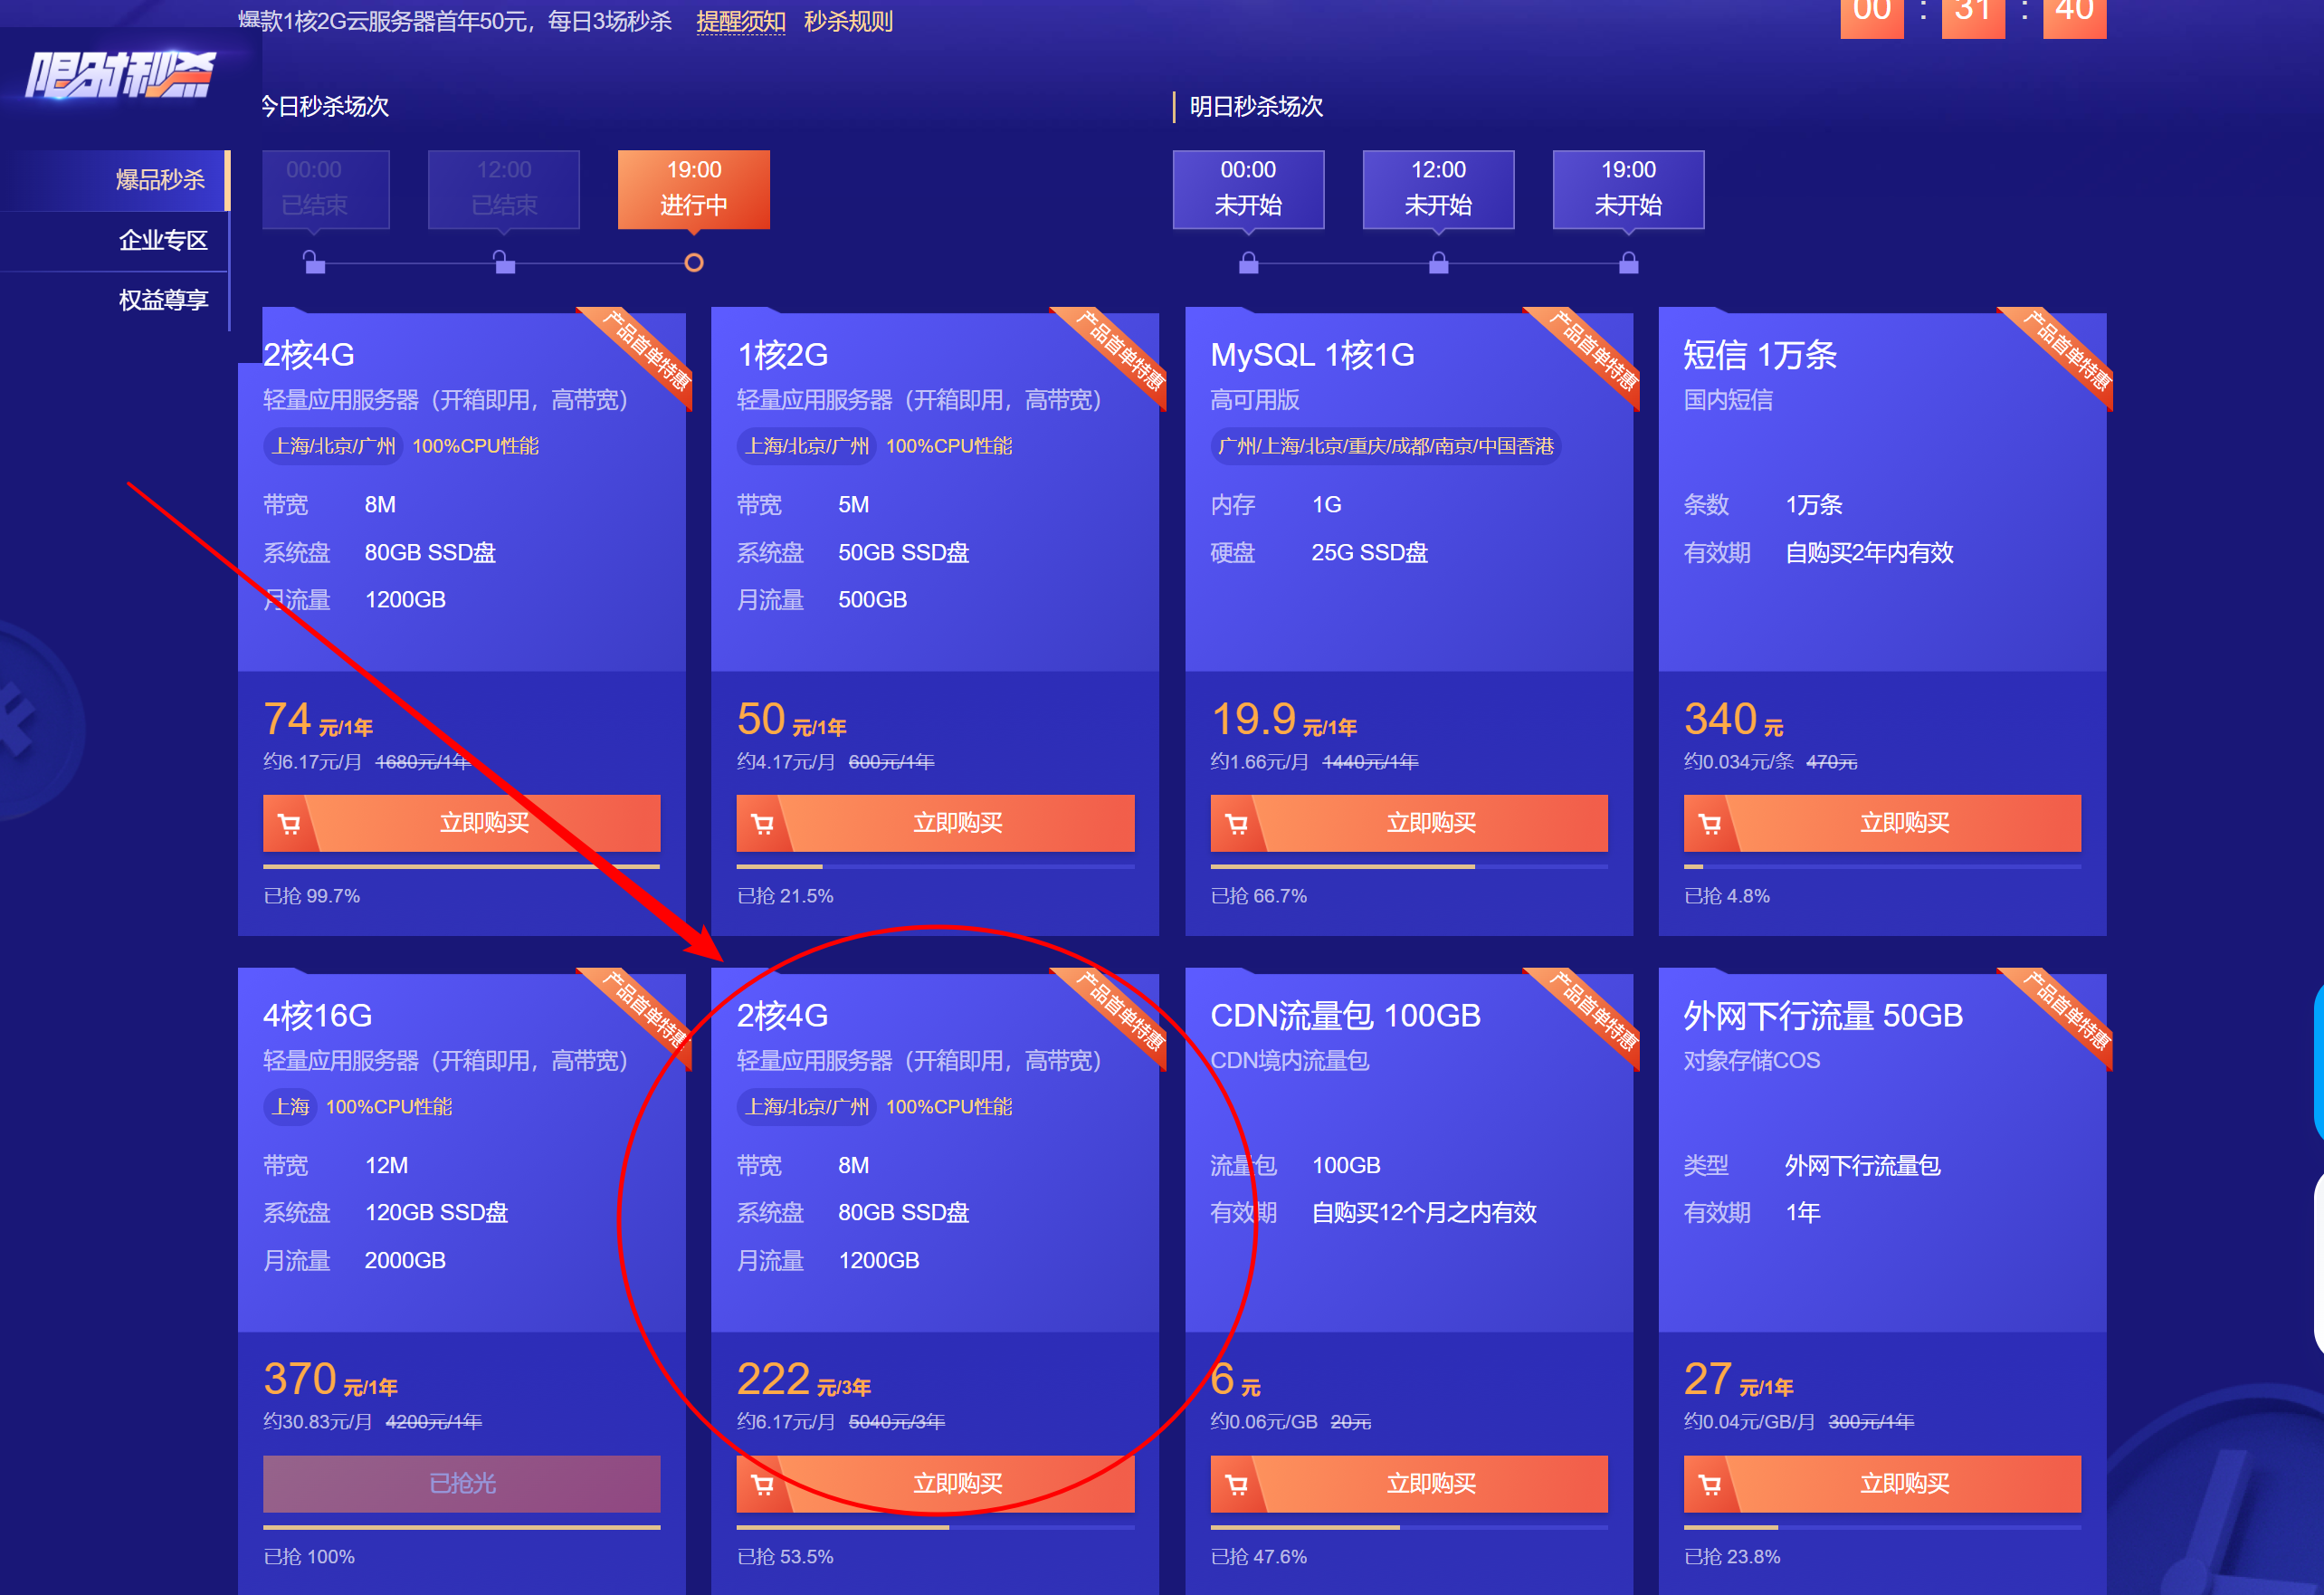 爆款1核2G云服务器首年50元，每日3场秒杀 提醒须知 秒杀规则
00 : 31 : 40
限时秒杀
爆品秒杀
企业专区
权益尊享
今日秒杀场次
00:00
已结束
12:00
已结束
19:00
进行中
明日秒杀场次
00:00
未开始
12:00
未开始
19:00
未开始
产品首单特惠
2核4G
轻量应用服务器（开箱即用，高带宽）
上海/北京/广州 100%CPU性能
带宽 8M
系统盘 80GB SSD盘
月流量 1200GB
74 元/1年
约6.17元/月 1680元/1年
立即购买
已抢 99.7%
产品首单特惠
1核2G
轻量应用服务器（开箱即用，高带宽）
上海/北京/广州 100%CPU性能
带宽 5M
系统盘 50GB SSD盘
月流量 500GB
50 元/1年
约4.17元/月 600元/1年
立即购买
已抢 21.5%
产品首单特惠
MySQL 1核1G
高可用版
广州/上海/北京/重庆/成都/南京/中国香港
内存 1G
硬盘 25G SSD盘
19.9 元/1年
约1.66元/月 1440元/1年
立即购买
已抢 66.7%
产品首单特惠
短信 1万条
国内短信
条数 1万条
有效期 自购买2年内有效
340 元
约0.034元/条 470元
立即购买
已抢 4.8%
产品首单特惠
4核16G
轻量应用服务器（开箱即用，高带宽）
上海 100%CPU性能
带宽 12M
系统盘 120GB SSD盘
月流量 2000GB
370 元/1年
约30.83元/月 4200元/1年
已抢光
已抢 100%
产品首单特惠
2核4G
轻量应用服务器（开箱即用，高带宽）
上海/北京/广州 100%CPU性能
带宽 8M
系统盘 80GB SSD盘
月流量 1200GB
222 元/3年
约6.17元/月 5040元/3年
立即购买
已抢 53.5%
产品首单特惠
CDN流量包 100GB
CDN境内流量包
流量包 100GB
有效期 自购买12个月之内有效
6 元
约0.06元/GB 20元
立即购买
已抢 47.6%
产品首单特惠
外网下行流量 50GB
对象存储COS
类型 外网下行流量包
有效期 1年
27 元/1年
约0.04元/GB/月 300元/1年
立即购买
已抢 23.8%